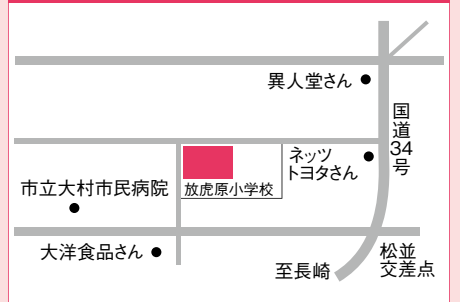 異人堂さん
国道34号
ネッツ
トヨタさん
放虎原小学校
市立大村市民病院
大洋食品さん
松並
交差点
至長崎